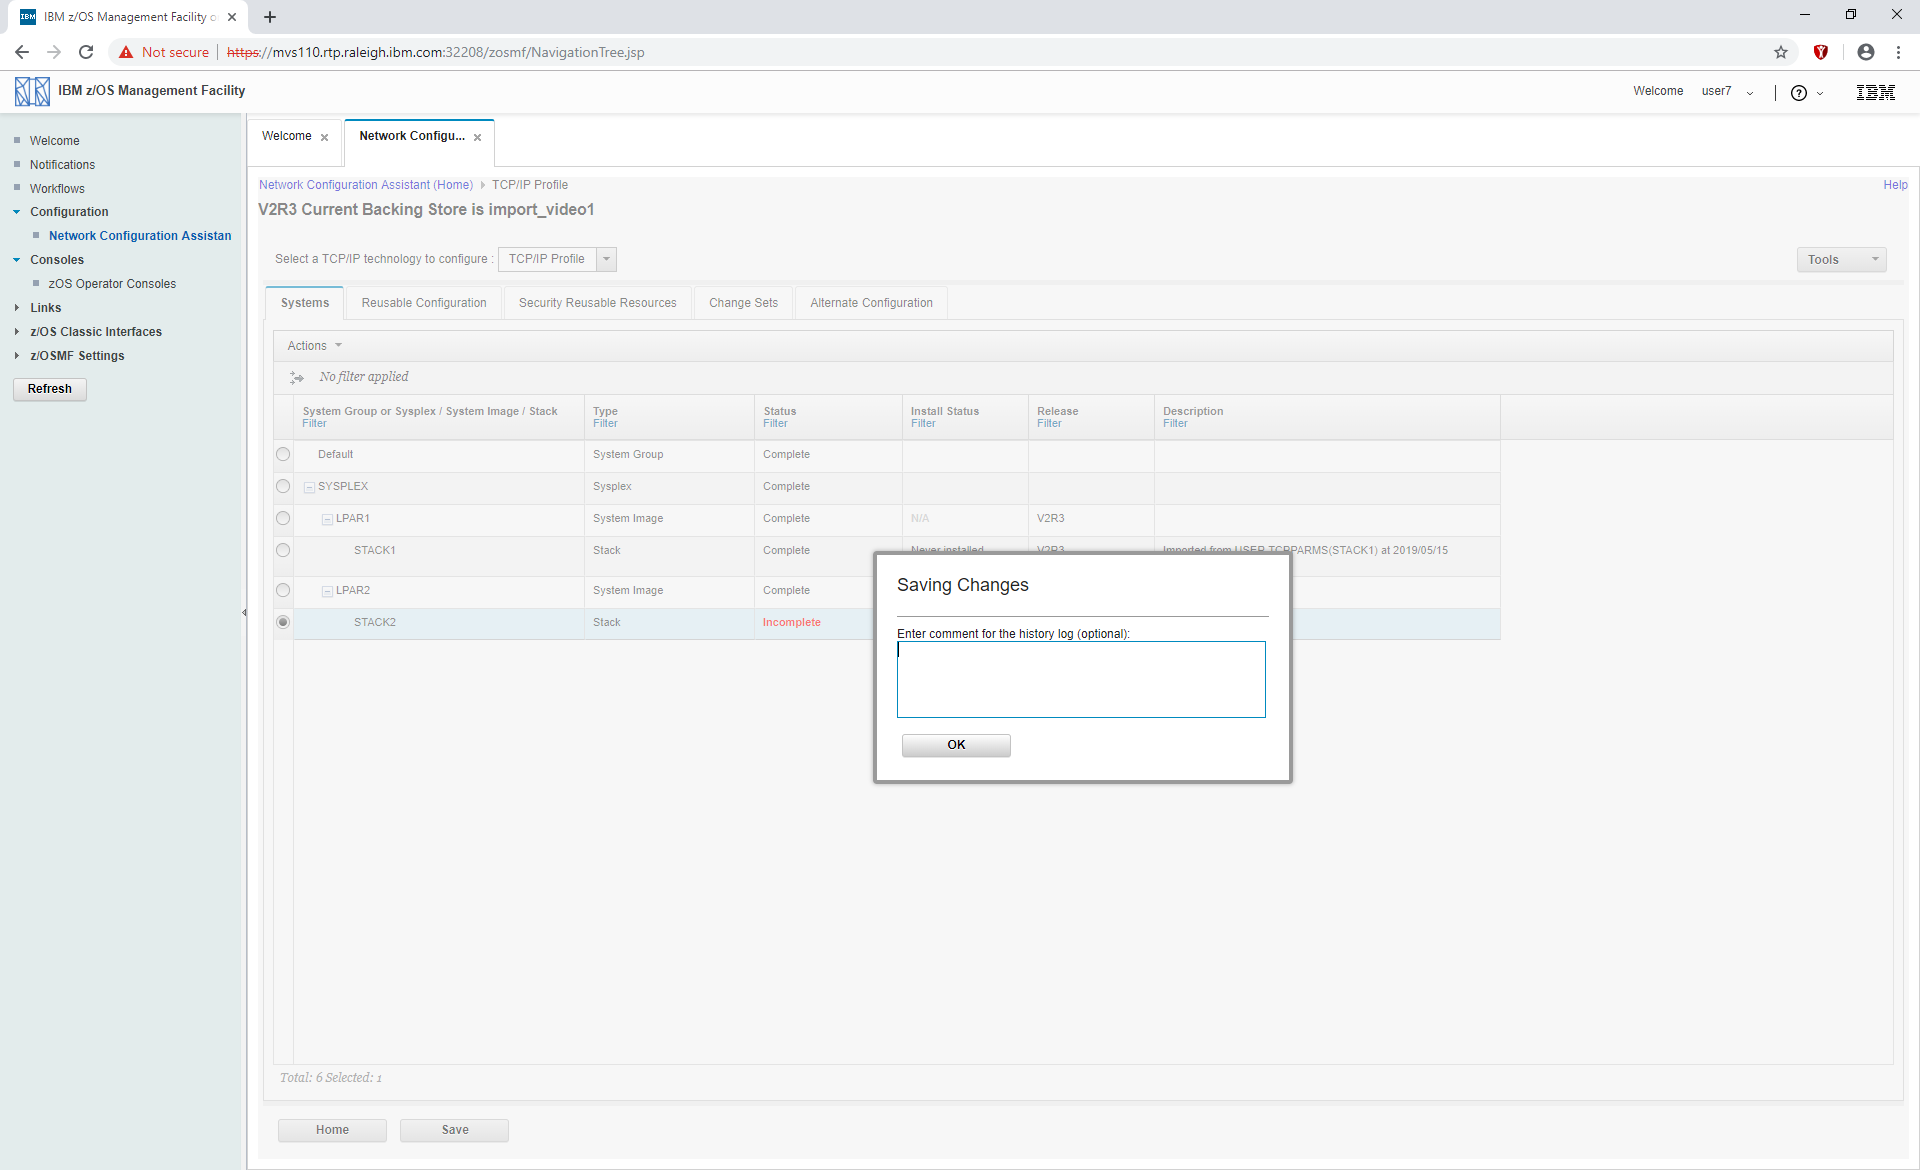 IBM z/OS Management Facility o
Not secure https://mvs110.rtp.raleigh.ibm.com:32208/zosmf/NavigationTree.jsp
IBM z/OS Management Facility
Welcome user7
IBM
Welcome
Notifications
Workflows
Configuration
Network Configuration Assistan
Consoles
zOS Operator Consoles
Links
z/OS Classic Interfaces
z/OSMF Settings
Refresh
Welcome
Network Configu...
Network Configuration Assistant (Home) TCP/IP Profile
Help
V2R3 Current Backing Store is import_video1
Select a TCP/IP technology to configure : TCP/IP Profile
Tools
Systems Reusable Configuration Security Reusable Resources Change Sets Alternate Configuration
Actions
No filter applied
System Group or Sysplex / System Image / Stack Type Status Install Status Release Description
Filter Filter Filter Filter Filter Filter
Default System Group Complete
SYSPLEX Sysplex Complete
LPAR1 System Image Complete N/A V2R3
STACK1 Stack Complete Never installed V2R3 Imported from USER.TCPPARMS(STACK1) at 2019/05/15
LPAR2 System Image Complete
STACK2 Stack Incomplete
Saving Changes
Enter comment for the history log (optional):
OK
Total: 6 Selected: 1
Home Save